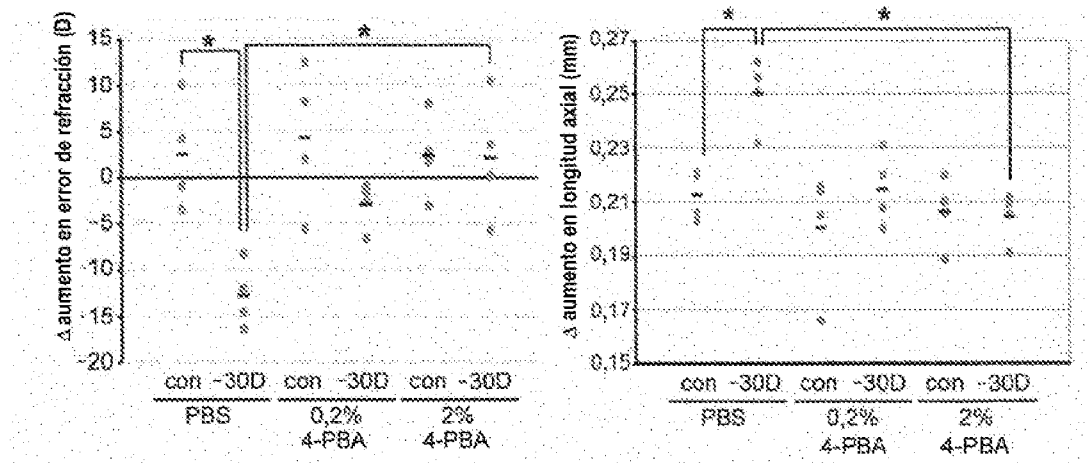 Δ aumento en error de refracción (D)
15
10
5
0
-5
-10
-15
-20
*
*
con -30D con -30D con -30D
PBS 0,2% 2%
4-PBA 4-PBA
Δ aumento en longitud axial (mm)
0,27
0,25
0,23
0,21
0,19
0,17
0,15
*
*
con -30D con -30D con -30D
PBS 0,2% 2%
4-PBA 4-PBA